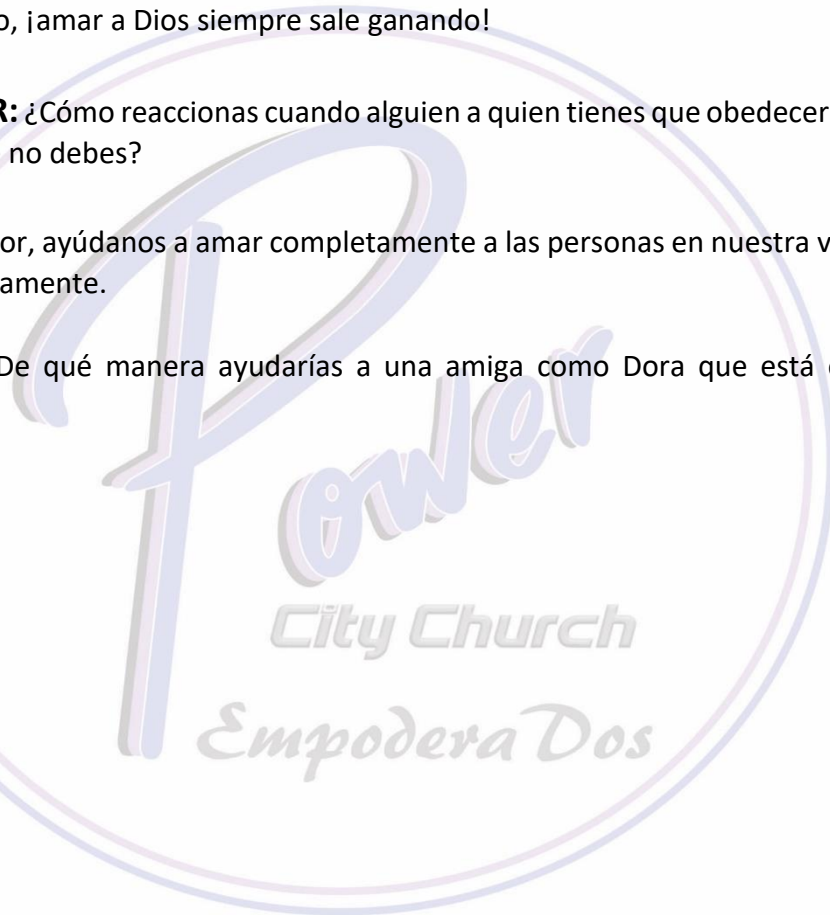 o, ¡amar a Dios siempre sale ganando!
R: ¿Cómo reaccionas cuando alguien a quien tienes que obedecer
no debes?
or, ayúdanos a amar completamente a las personas en nuestra v
amente.
De qué manera ayudarías a una amiga como Dora que está
Power
City Church
EmpoderaDos